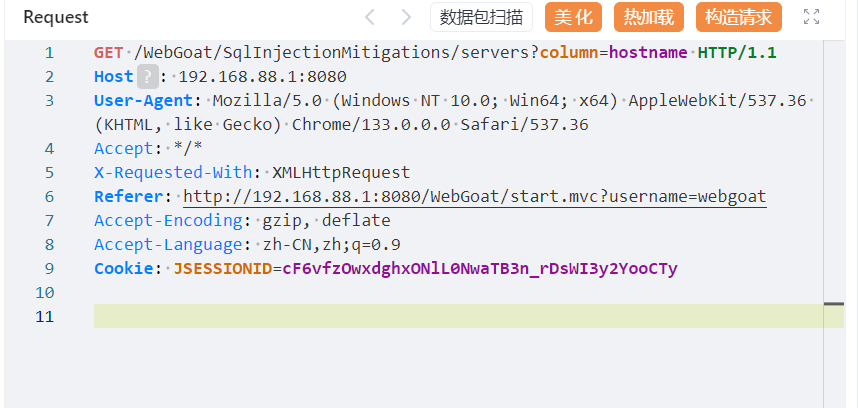 Request < > 数据包扫描 美化 热加载 构造请求
1 GET /WebGoat/SqlInjectionMitigations/servers?column=hostname HTTP/1.1
2 Host ? : 192.168.88.1:8080
3 User-Agent: Mozilla/5.0 (Windows NT 10.0; Win64; x64) AppleWebKit/537.36
(KHTML, like Gecko) Chrome/133.0.0.0 Safari/537.36
4 Accept: */*
5 X-Requested-With: XMLHttpRequest
6 Referer: http://192.168.88.1:8080/WebGoat/start.mvc?username=webgoat
7 Accept-Encoding: gzip, deflate
8 Accept-Language: zh-CN,zh;q=0.9
9 Cookie: JSESSIONID=cF6vfzOwxdghxONlL0NwaTB3n_rDsWI3y2YooCTy
10
11